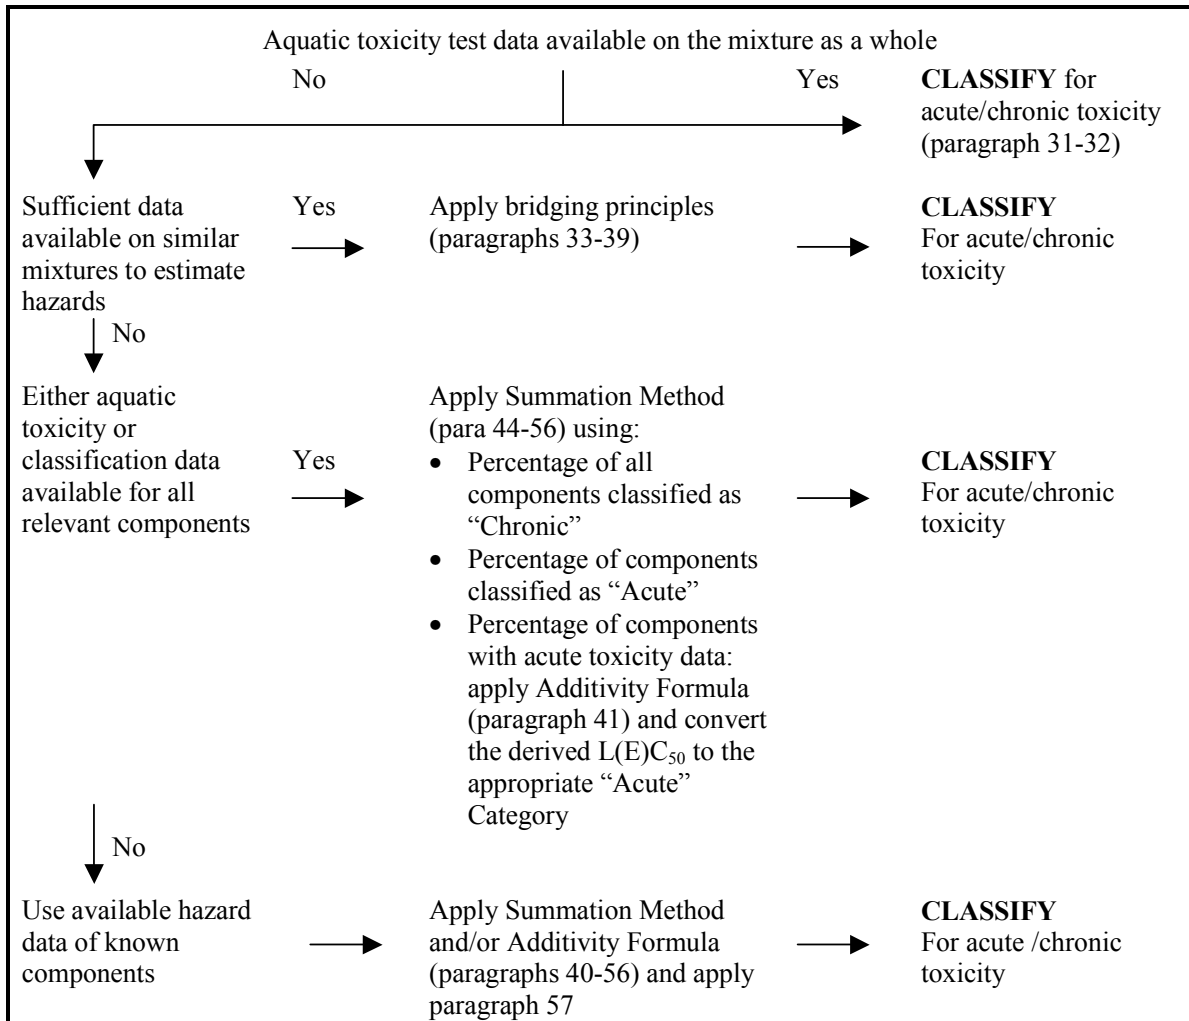 Aquatic toxicity test data available on the mixture as a whole
No
Yes
CLASSIFY for
acute/chronic toxicity
(paragraph 31-32)
Sufficient data
available on similar
mixtures to estimate
hazards
Yes
Apply bridging principles
(paragraphs 33-39)
CLASSIFY
For acute/chronic
toxicity
No
Either aquatic
toxicity or
classification data
available for all
relevant components
Yes
Apply Summation Method
(para 44-56) using:
• Percentage of all
components classified as
“Chronic”
• Percentage of components
classified as “Acute”
• Percentage of components
with acute toxicity data:
apply Additivity Formula
(paragraph 41) and convert
the derived L(E)C₅₀ to the
appropriate “Acute”
Category
CLASSIFY
For acute/chronic
toxicity
No
Use available hazard
data of known
components
Apply Summation Method
and/or Additivity Formula
(paragraphs 40-56) and apply
paragraph 57
CLASSIFY
For acute /chronic
toxicity